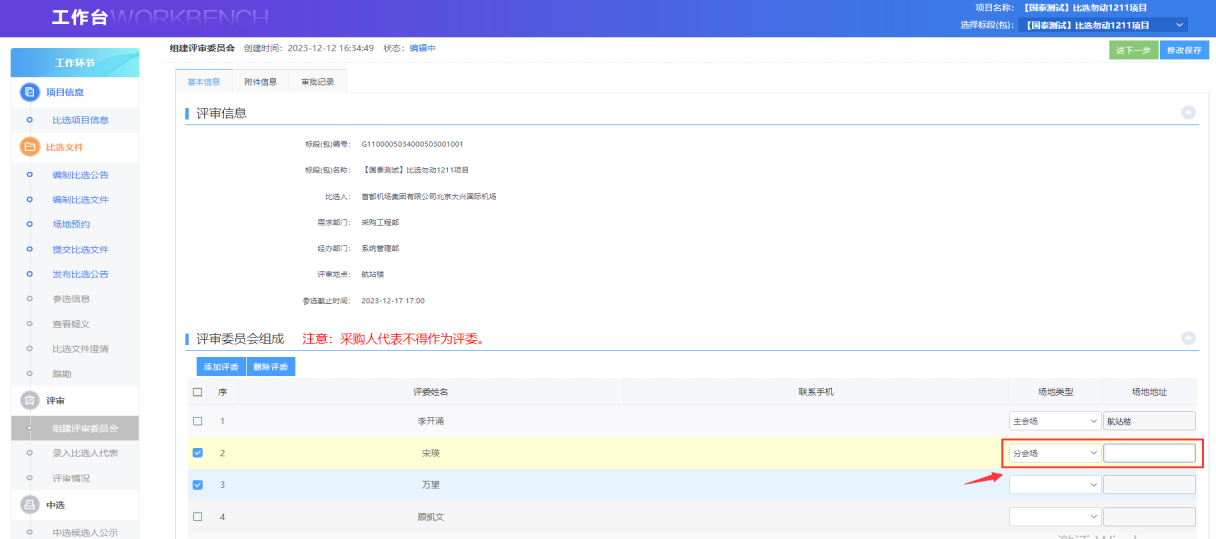 工作台WORKBENCH
项目名称: 【国泰测试】比选勿动1211项目
选择标段(包): 【国泰测试】比选勿动1211项目
组建评审委员会 创建时间: 2023-12-12 16:34:49 状态: 编辑中
送下一步 修改保存
工作环节
项目信息
比选项目信息
比选文件
编制比选公告
编制比选文件
场地预约
提交比选文件
发布比选公告
参选信息
查看疑义
比选文件澄清
踏勘
评审
组建评审委员会
录入比选人代表
评审情况
中选
中选候选人公示
基本信息 附件信息 审批记录
评审信息
标段(包)编号: G1100005034000503001001
标段(包)名称: 【国泰测试】比选勿动1211项目
比选人: 首都机场集团有限公司北京大兴国际机场
需求部门: 采购工程部
经办部门: 系统管理部
评审地点: 航站楼
参选截止时间: 2023-12-17 17:00
评审委员会组成 注意：采购人代表不得作为评委。
添加评委 删除评委
序 评委姓名 联系手机 场地类型 场地地址
1 李开涌 主会场 航站楼
2 宋瑛 分会场
3 万里
4 顾凯文